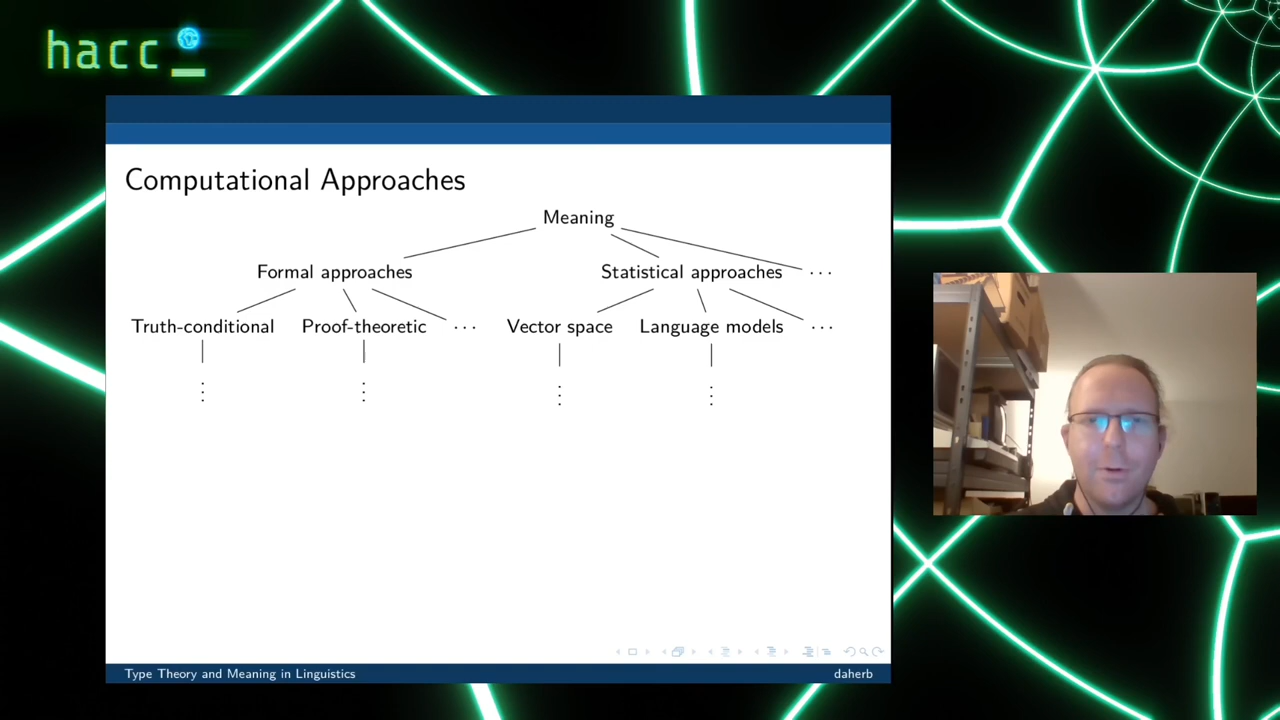 hacc_
Computational Approaches
Meaning
Formal approaches Statistical approaches ...
Truth-conditional Proof-theoretic ... Vector space Language models ...
Type Theory and Meaning in Linguistics daherb